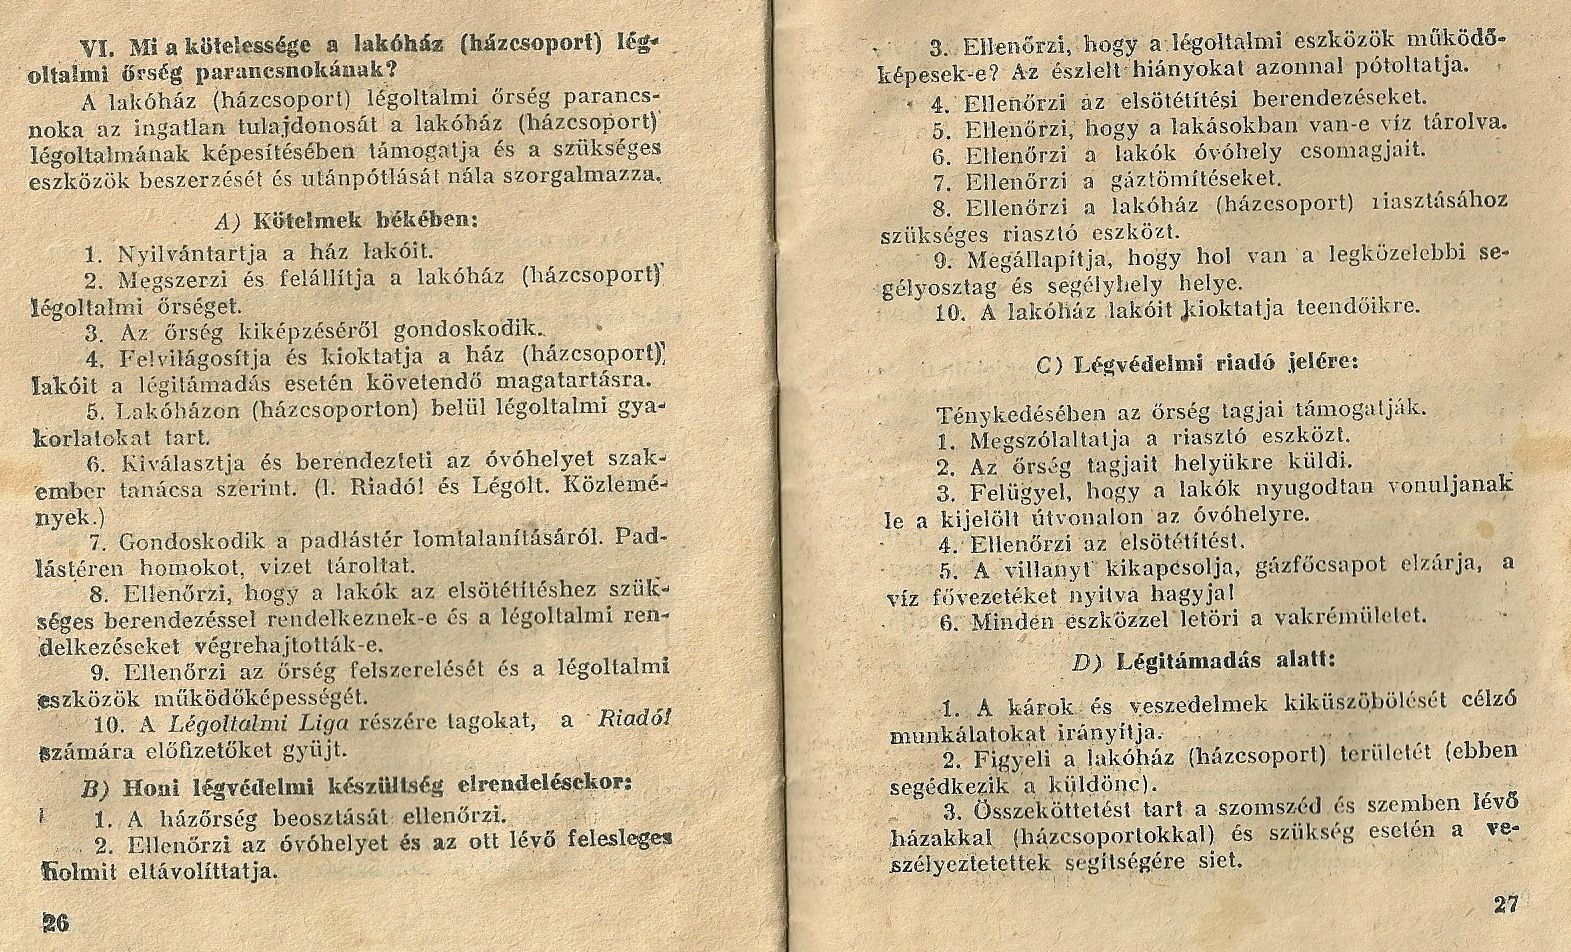 VI. Mi a kötelessége a lakóház (házcsoport) lég-
oltalmi őrség parancsnokának?
A lakóház (házcsoport) légoltalmi őrség parancs-
noka az ingatlan tulajdonosát a lakóház (házcsoport)
légoltalmának képesítésében támogatja és a szükséges
eszközök beszerzését és utánpótlását nála szorgalmazza.
A) Kötelmek békében:
1. Nyilvántartja a ház lakóit.
2. Megszerzi és felállítja a lakóház (házcsoport)
légoltalmi őrséget.
3. Az őrség kiképzéséről gondoskodik.
4. Felvilágosítja és kioktatja a ház (házcsoport)
lakóit a légitámadás esetén követendő magatartásra.
5. Lakóházon (házcsoporton) belül légoltalmi gya-
korlatokat tart.
6. Kiválasztja és berendezteti az óvóhelyet szak-
ember tanácsa szerint. (l. Riadó! és Légolt. Közlemé-
nyek.)
7. Gondoskodik a padlástér lomtalanításáról. Pad-
lástéren homokot, vizet tároltat.
8. Ellenőrzi, hogy a lakók az elsötétítéshez szük-
séges berendezéssel rendelkeznek-e és a légoltalmi ren-
delkezéseket végrehajtották-e.
9. Ellenőrzi az őrség felszerelését és a légoltalmi
eszközök működőképességét.
10. A Légoltalmi Liga részére tagokat, a Riadó!
számára előfizetőket gyüjt.
B) Honi légvédelmi készültség elrendelésekor:
1. A házőrség beosztását ellenőrzi.
2. Ellenőrzi az óvóhelyet és az ott lévő felesleges
holmit eltávolíttatja.
26
3. Ellenőrzi, hogy a légoltalmi eszközök működő-
képesek-e? Az észlelt hiányokat azonnal pótoltatja.
4. Ellenőrzi az elsötétítési berendezéseket.
5. Ellenőrzi, hogy a lakásokban van-e víz tárolva.
6. Ellenőrzi a lakók óvóhely csomagjait.
7. Ellenőrzi a gáztömítéseket.
8. Ellenőrzi a lakóház (házcsoport) riasztásához
szükséges riasztó eszközt.
9. Megállapítja, hogy hol van a legközelebbi se-
gélyosztag és segélyhely helye.
10. A lakóház lakóit kioktatja teendőikre.
C) Légvédelmi riadó jelére:
Ténykedésében az őrség tagjai támogatják.
1. Megszólaltatja a riasztó eszközt.
2. Az őrség tagjait helyükre küldi.
3. Felügyel, hogy a lakók nyugodtan vonuljanak
le a kijelölt útvonalon az óvóhelyre.
4. Ellenőrzi az elsötétítést.
5. A villanyt kikapcsolja, gázfőcsapot elzárja, a
víz fővezetéket nyitva hagyja!
6. Minden eszközzel letöri a vakrémületet.
D) Légitámadás alatt:
1. A károk és veszedelmek kiküszöbölését célzó
munkálatokat irányítja.
2. Figyeli a lakóház (házcsoport) területét (ebben
segédkezik a küldönc).
3. Összeköttetést tart a szomszéd és szemben lévő
házakkal (házcsoportokkal) és szükség esetén a ve-
szélyeztetettek segítségére siet.
27